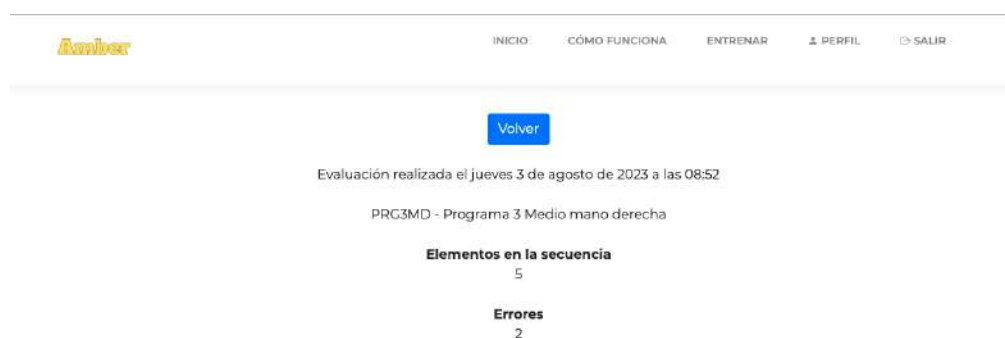 Amber
INICIO CÓMO FUNCIONA ENTRENAR PERFIL SALIR
Volver
Evaluación realizada el jueves 3 de agosto de 2023 a las 08:52
PRG3MD - Programa 3 Medio mano derecha
Elementos en la secuencia
5
Errores
2